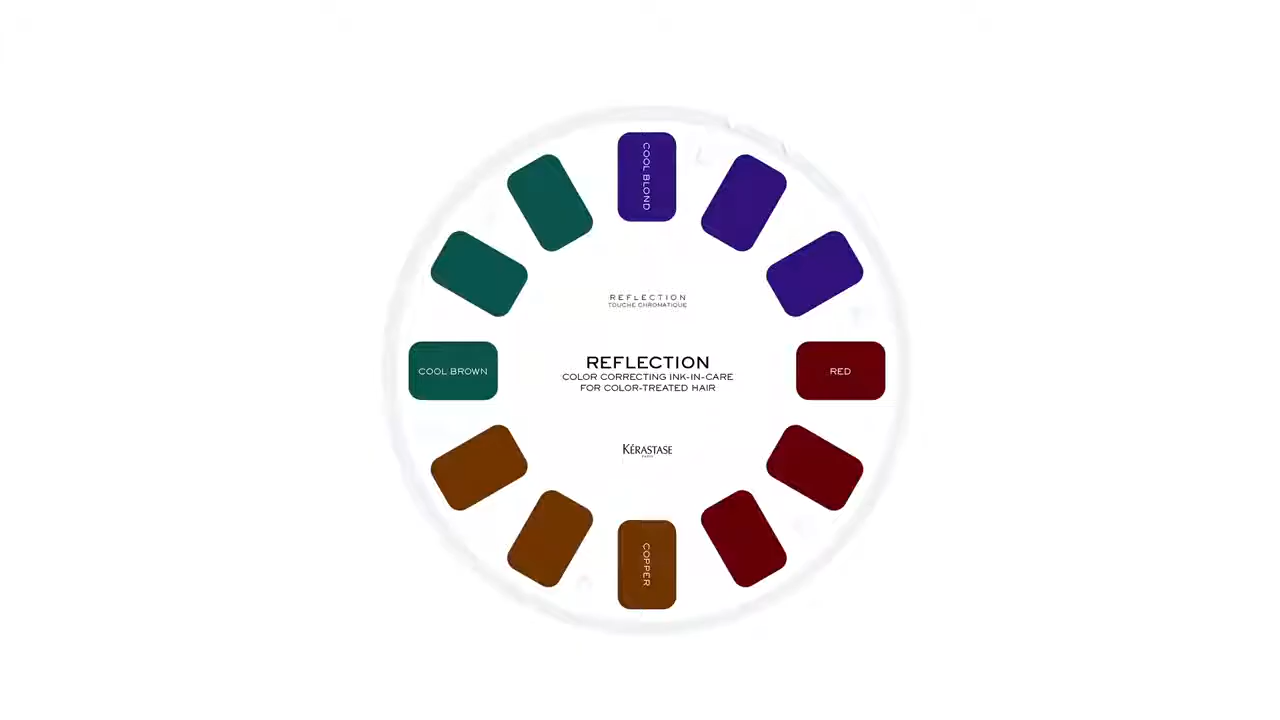 COOL BLOND
REFLECTION
TOUCHE CHROMATIQUE
REFLECTION
COLOR CORRECTING INK-IN-CARE
FOR COLOR-TREATED HAIR
COOL BROWN
RED
KÉRASTASE
PARIS
COPPER